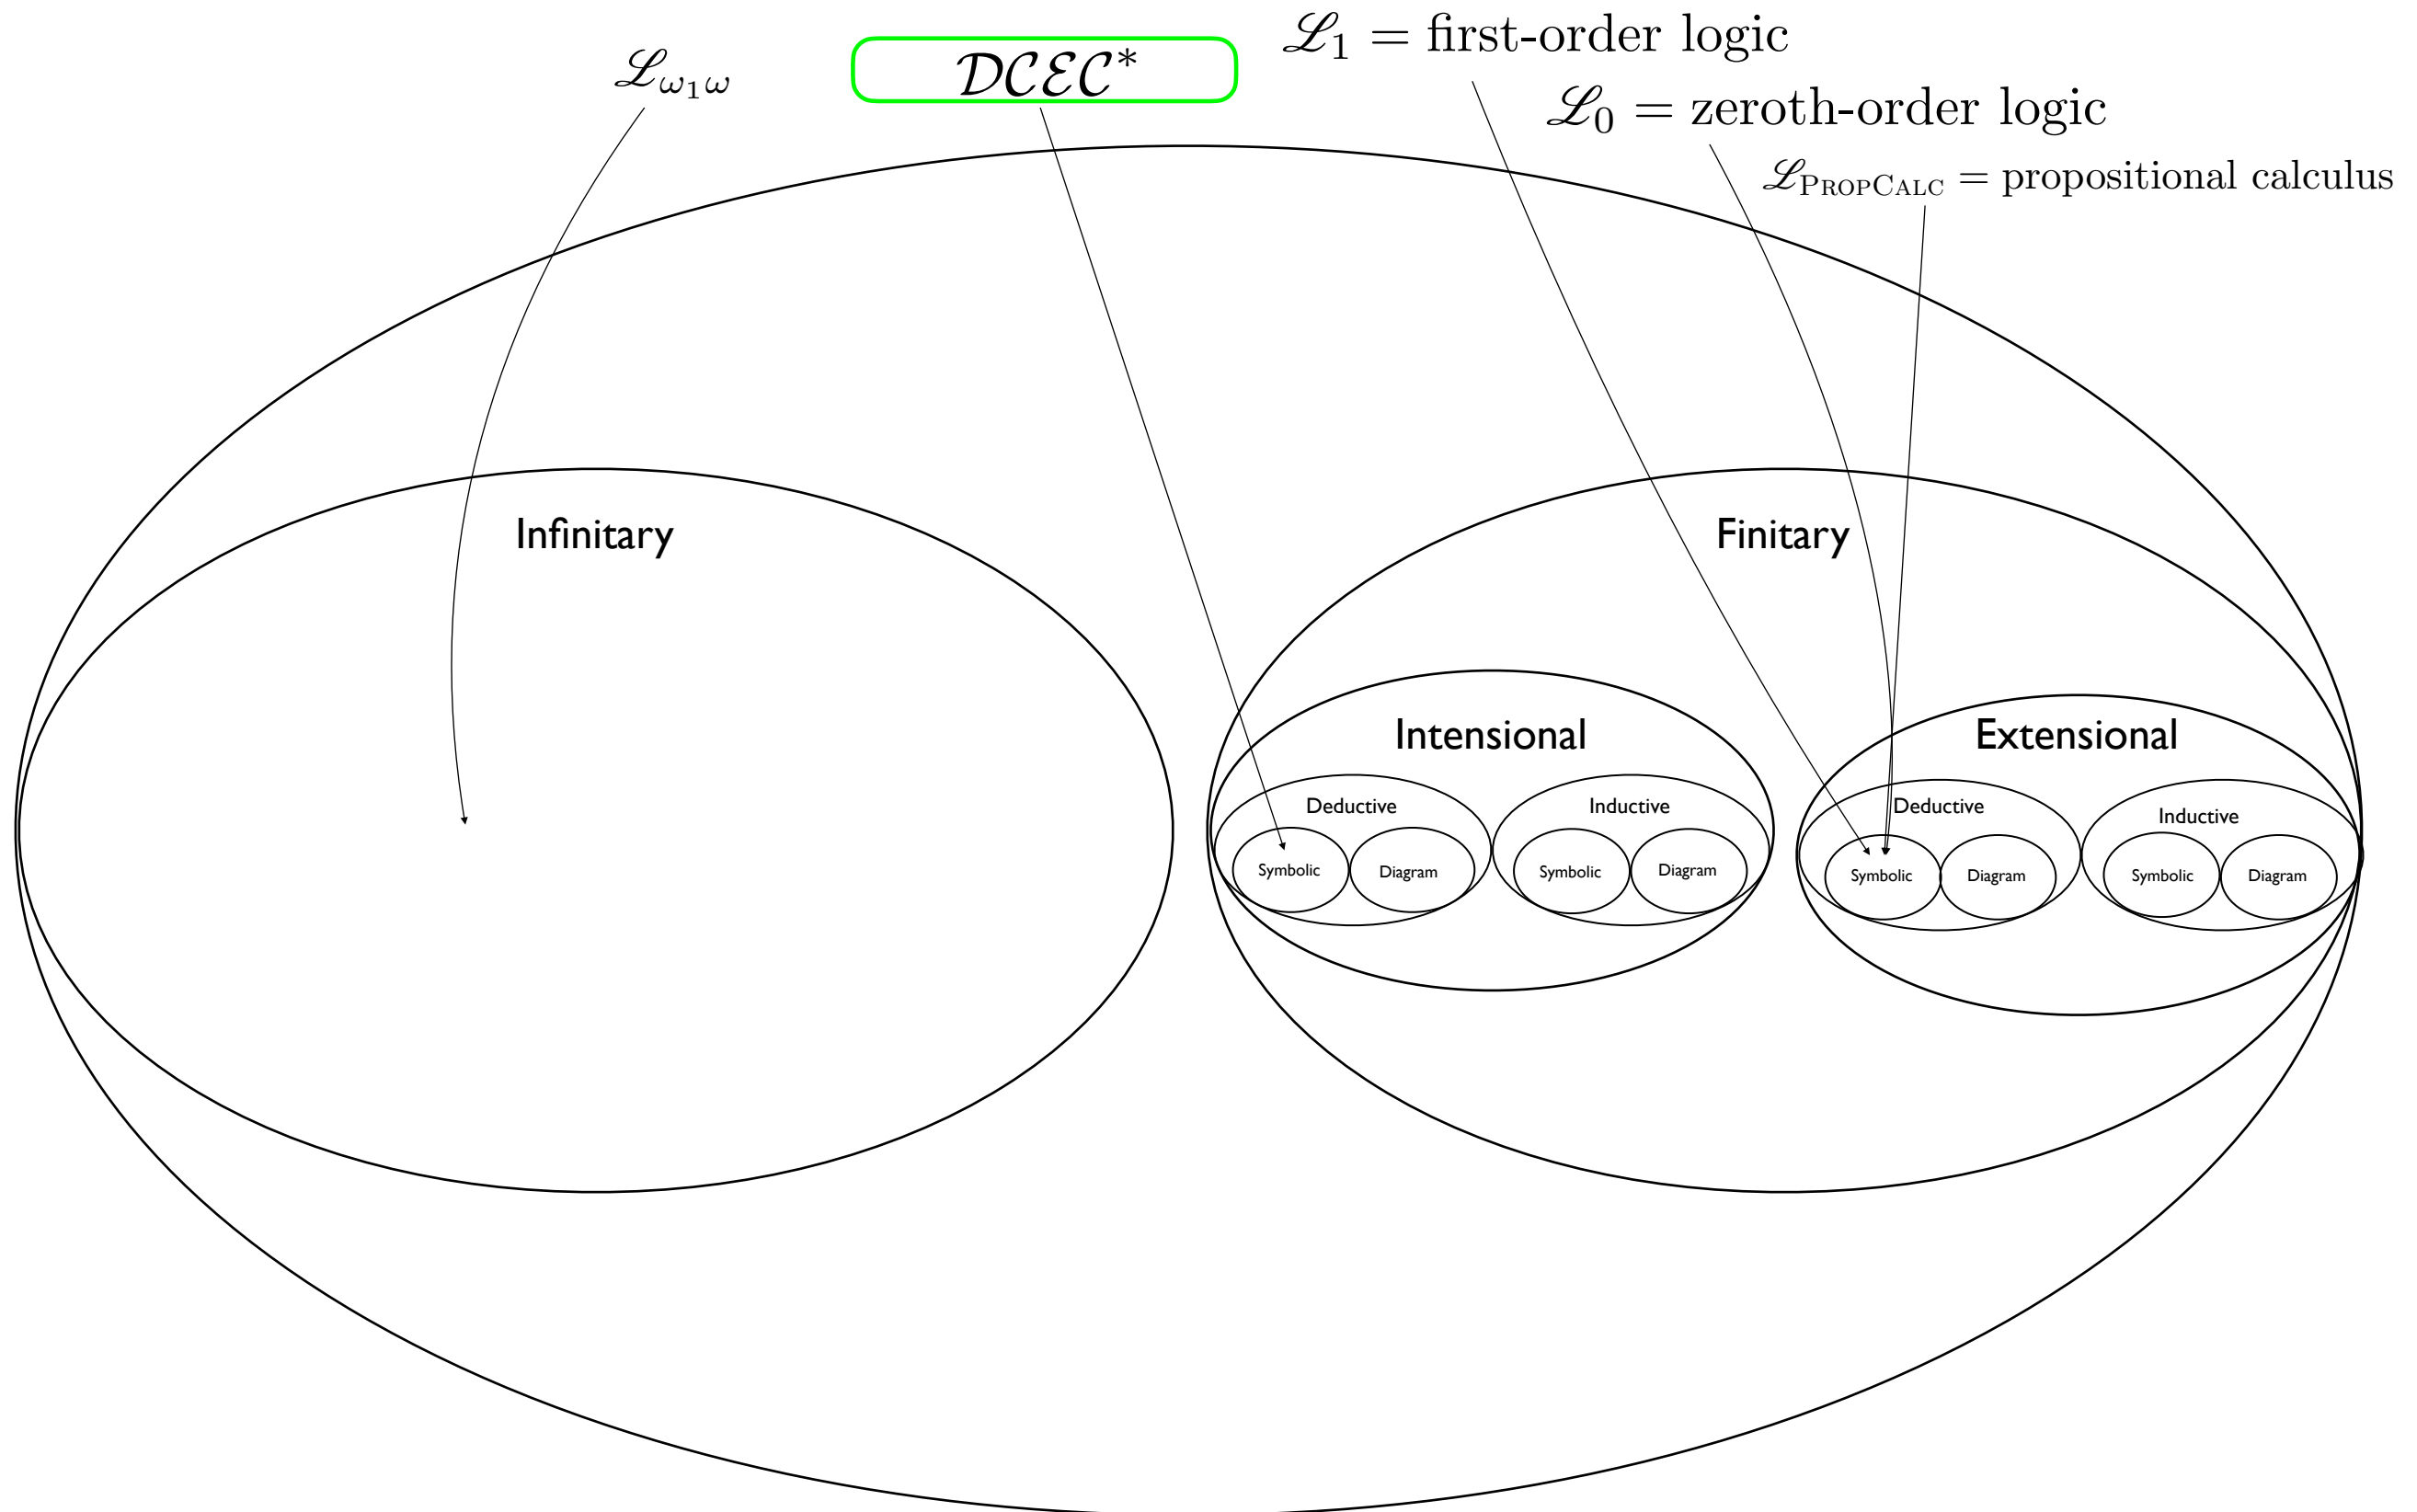 ℒ₁ = first-order logic
ℒ_{ω₁ω}
𝒟𝒞ℰ𝒞*
ℒ₀ = zeroth-order logic
ℒ_{PROPCALC} = propositional calculus
Infinitary
Finitary
Intensional
Extensional
Deductive
Inductive
Deductive
Inductive
Symbolic
Diagram
Symbolic
Diagram
Symbolic
Diagram
Symbolic
Diagram